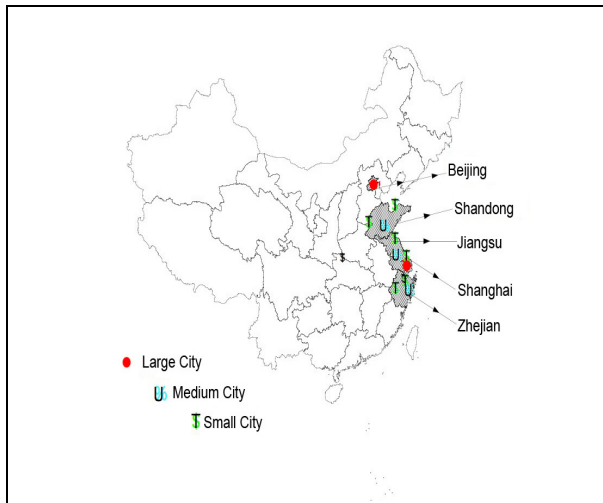 Beijing
Shandong
Jiangsu
Shanghai
Zhejian
Large City
Medium City
Small City